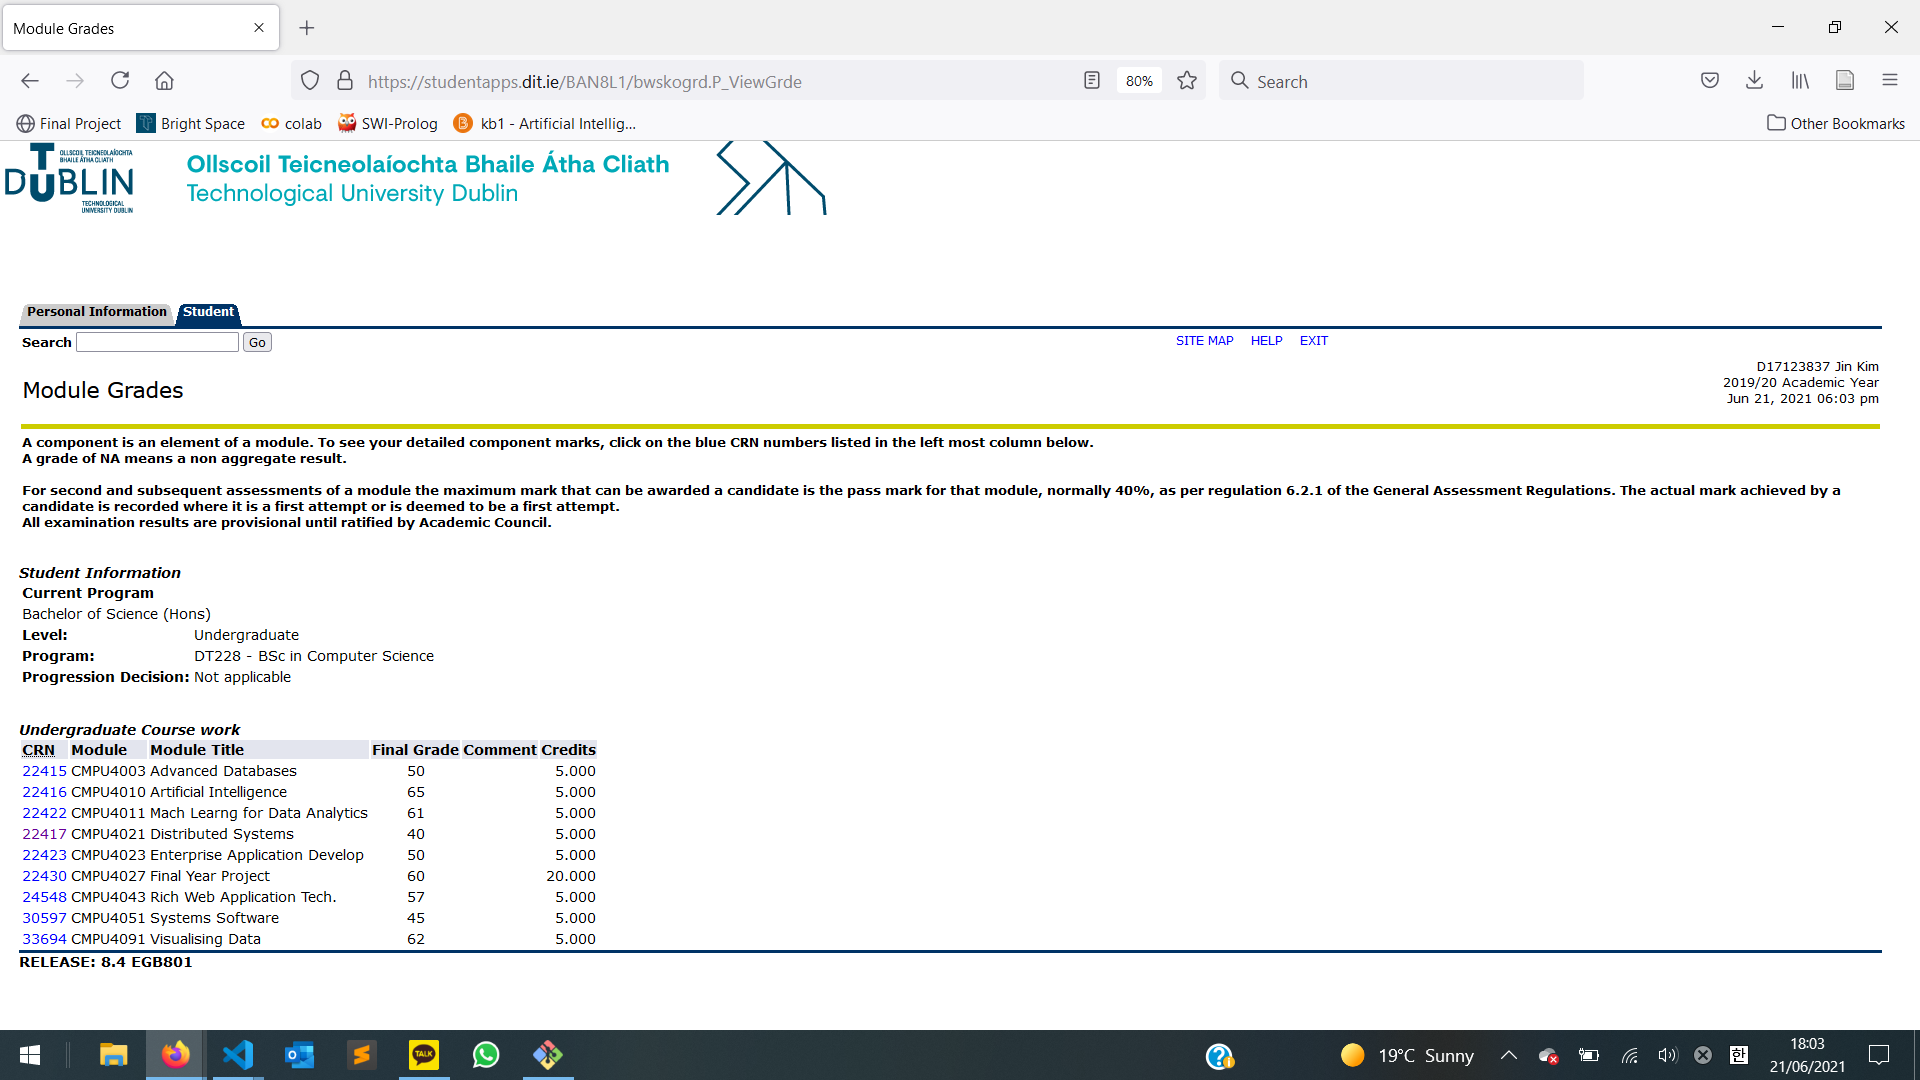 Module Grades
https://studentapps.dit.ie/BAN8L1/bwskogrd.P_ViewGrde
80%
Search
Final Project
Bright Space
colab
SWI-Prolog
kb1 - Artificial Intellig...
Other Bookmarks
OLLSCOIL TEICNEOLAÍOCHTA
BHAILE ÁTHA CLIATH
TU DUBLIN
TECHNOLOGICAL
UNIVERSITY DUBLIN
Ollscoil Teicneolaíochta Bhaile Átha Cliath
Technological University Dublin
Personal Information Student
Search Go
SITE MAP HELP EXIT
D17123837 Jin Kim
2019/20 Academic Year
Jun 21, 2021 06:03 pm
Module Grades
A component is an element of a module. To see your detailed component marks, click on the blue CRN numbers listed in the left most column below.
A grade of NA means a non aggregate result.
For second and subsequent assessments of a module the maximum mark that can be awarded a candidate is the pass mark for that module, normally 40%, as per regulation 6.2.1 of the General Assessment Regulations. The actual mark achieved by a
candidate is recorded where it is a first attempt or is deemed to be a first attempt.
All examination results are provisional until ratified by Academic Council.
Student Information
Current Program
Bachelor of Science (Hons)
Level: Undergraduate
Program: DT228 - BSc in Computer Science
Progression Decision: Not applicable
Undergraduate Course work
CRN Module Module Title Final Grade Comment Credits
22415 CMPU4003 Advanced Databases 50 5.000
22416 CMPU4010 Artificial Intelligence 65 5.000
22422 CMPU4011 Mach Learng for Data Analytics 61 5.000
22417 CMPU4021 Distributed Systems 40 5.000
22423 CMPU4023 Enterprise Application Develop 50 5.000
22430 CMPU4027 Final Year Project 60 20.000
24548 CMPU4043 Rich Web Application Tech. 57 5.000
30597 CMPU4051 Systems Software 45 5.000
33694 CMPU4091 Visualising Data 62 5.000
RELEASE: 8.4 EGB801
TALK
19°C Sunny
한
18:03
21/06/2021